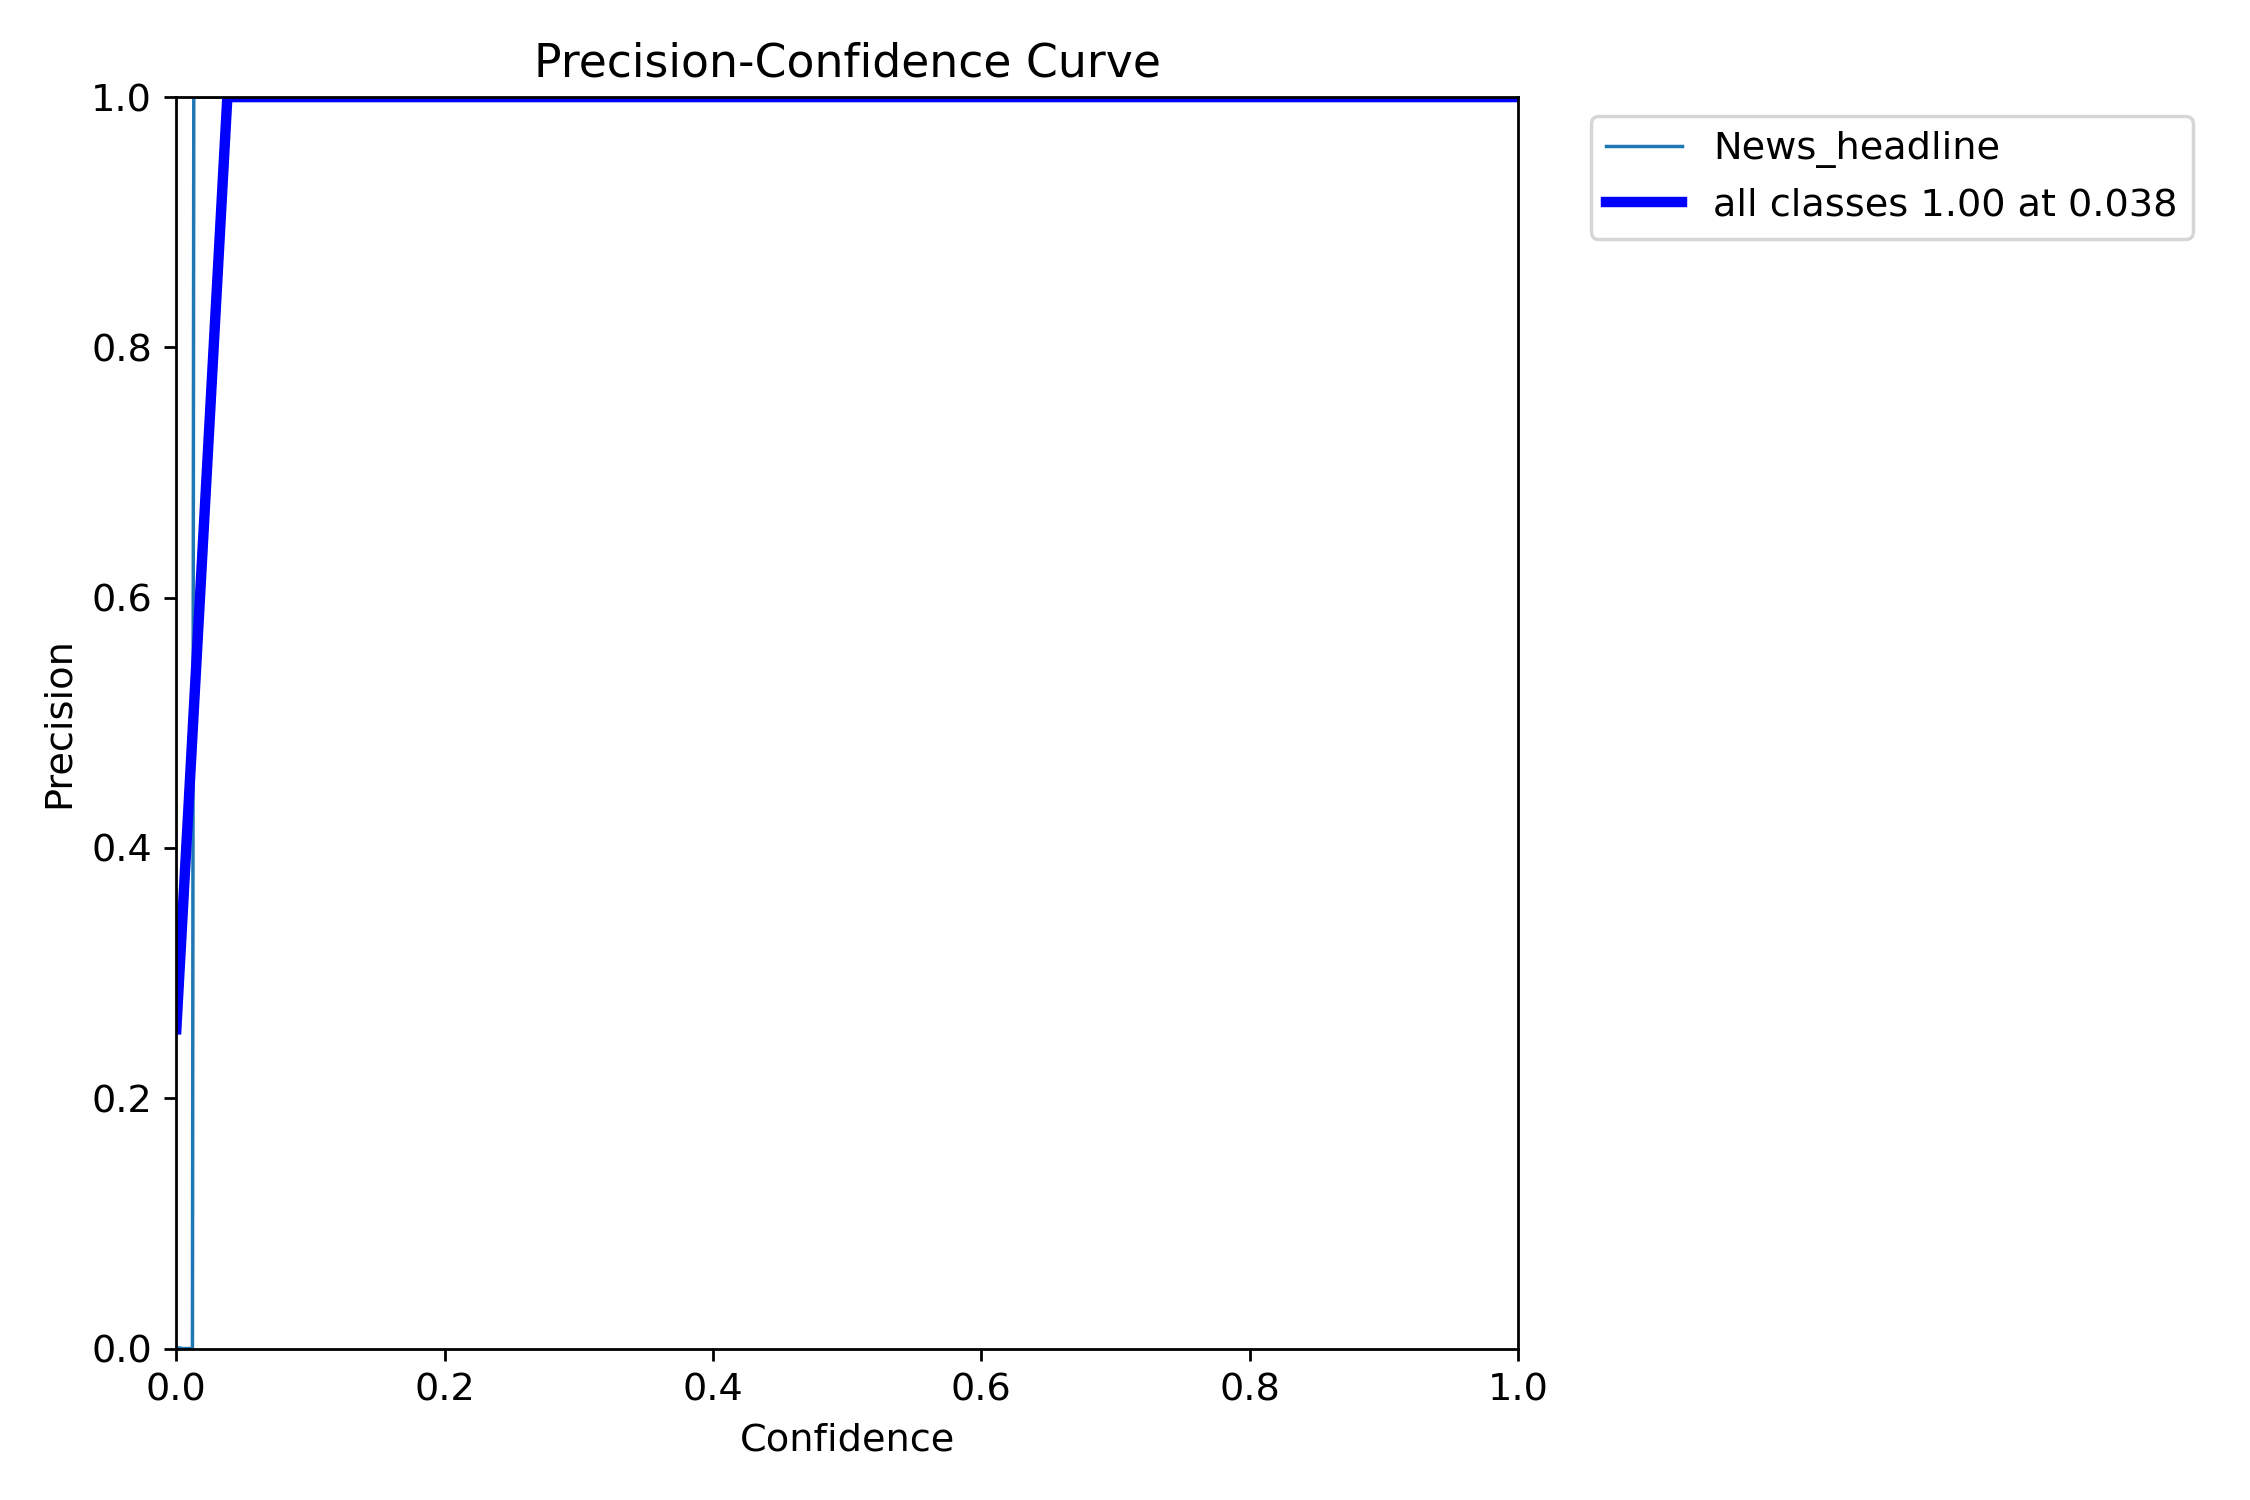 Precision-Confidence Curve
1.0
0.8
0.6
0.4
0.2
0.0
Precision
0.0 0.2 0.4 0.6 0.8 1.0
Confidence
News_headline
all classes 1.00 at 0.038